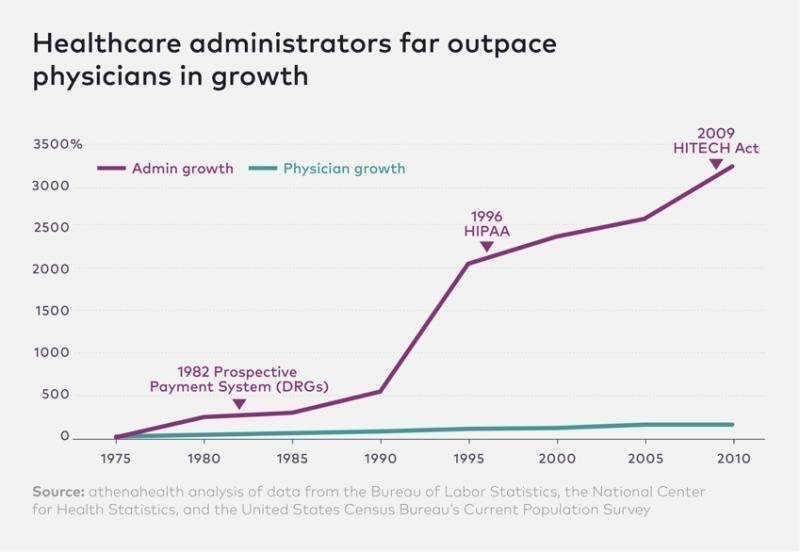 Healthcare administrators far outpace
physicians in growth
3500%
Admin growth
Physician growth
2009
HITECH Act
3000
1996
HIPAA
2500
2000
1500
1000
1982 Prospective
Payment System (DRGs)
500
0
1975 1980 1985 1990 1995 2000 2005 2010
Source: athenahealth analysis of data from the Bureau of Labor Statistics, the National Center
for Health Statistics, and the United States Census Bureau's Current Population Survey